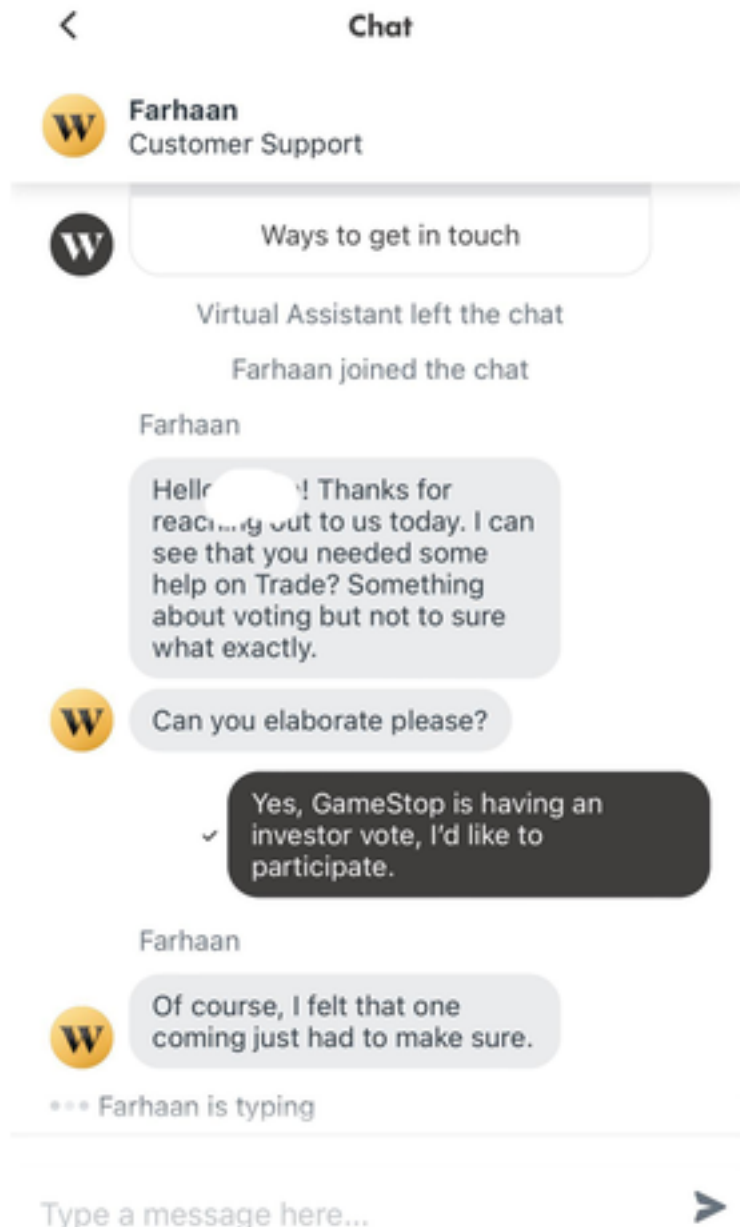 Chat
W
Farhaan
Customer Support
W
Ways to get in touch
Virtual Assistant left the chat
Farhaan joined the chat
Farhaan
! Thanks for
out to us today. I can
see that you needed some
help on Trade? Something
about voting but not to sure
what exactly.
W
Can you elaborate please?
Yes, GameStop is having an
investor vote, I'd like to
participate.
Farhaan
Of course, I felt that one
coming just had to make sure.
W
Farhaan is typing
Type a message here...